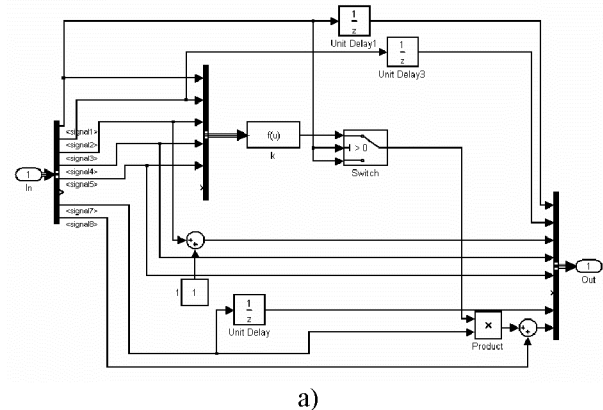 1
z
Unit Delay1
1
z
Unit Delay3
<signal1>
<signal2>
<signal3>
<signal4>
<signal5>
<signal7>
<signal8>
1
In
f(u)
> 0
Switch
1
1
1
z
Unit Delay
×
Product
1
Out
a)